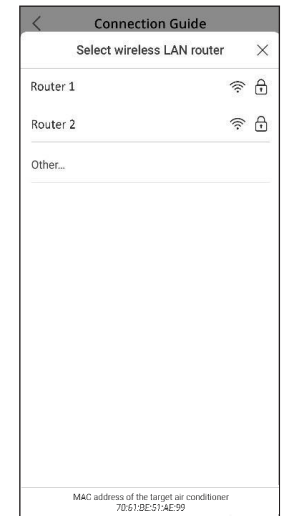 Connection Guide
Select wireless LAN router
Router 1
Router 2
Other...
MAC address of the target air conditioner
70:61:BE:51:AE:99